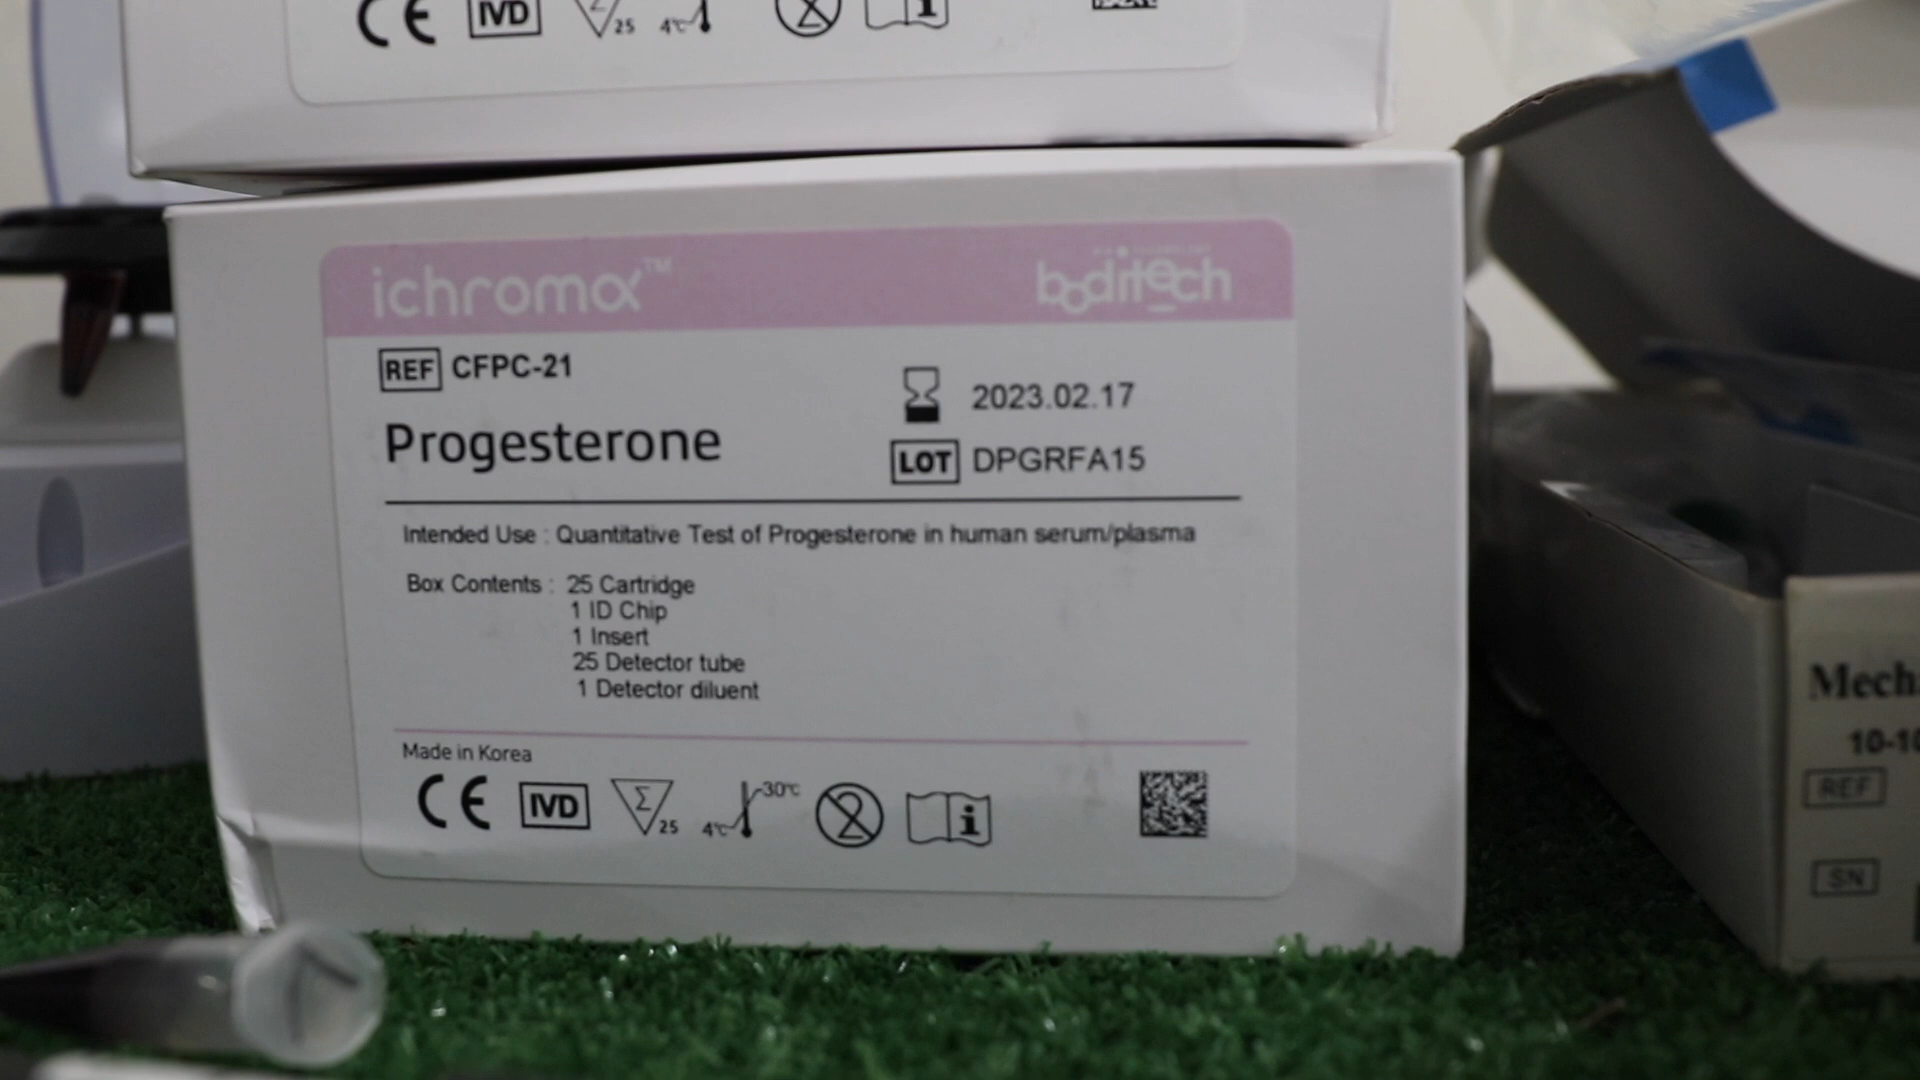 CE IVD Σ 25 4℃ i
ichroma™
boditech
REF CFPC-21
2023.02.17
Progesterone
LOT DPGRFA15
Intended Use : Quantitative Test of Progesterone in human serum/plasma
Box Contents : 25 Cartridge
1 ID Chip
1 Insert
25 Detector tube
1 Detector diluent
Made in Korea
CE IVD Σ 25 4℃ 30℃ 2 i
REF
SN